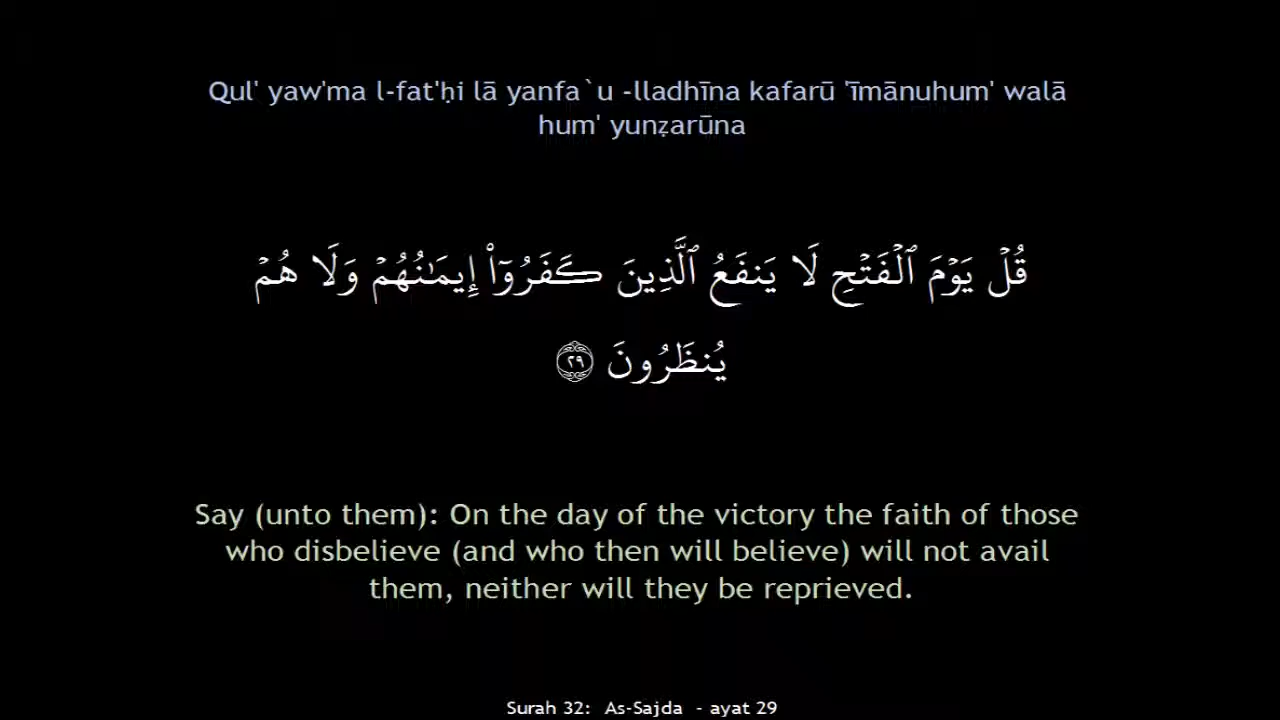 Qul' yaw'ma l-fat'ḥi lā yanfa`u -lladhīna kafarū 'īmānuhum' walā
hum' yunẓarūna
قُلۡ يَوۡمَ ٱلۡفَتۡحِ لَا يَنفَعُ ٱلَّذِينَ كَفَرُوٓاْ إِيمَـٰنُهُمۡ وَلَا هُمۡ
يُنظَرُونَ ۝٢٩
Say (unto them): On the day of the victory the faith of those
who disbelieve (and who then will believe) will not avail
them, neither will they be reprieved.
Surah 32: As-Sajda - ayat 29